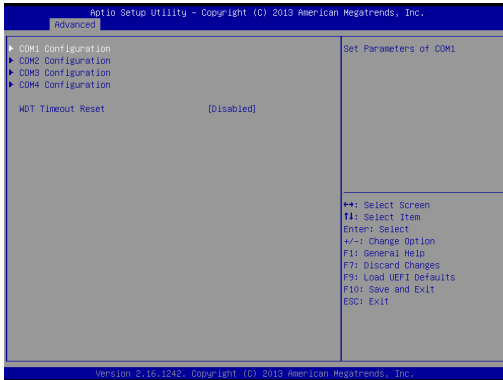 Aptio Setup Utility – Copyright (C) 2013 American Megatrends, Inc.
Advanced
▶ COM1 Configuration
▶ COM2 Configuration
▶ COM3 Configuration
▶ COM4 Configuration
WDT Timeout Reset [Disabled]
Set Parameters of COM1
↔: Select Screen
↑↓: Select Item
Enter: Select
+/-: Change Option
F1: General Help
F7: Discard Changes
F9: Load UEFI Defaults
F10: Save and Exit
ESC: Exit
Version 2.16.1242. Copyright (C) 2013 American Megatrends, Inc.